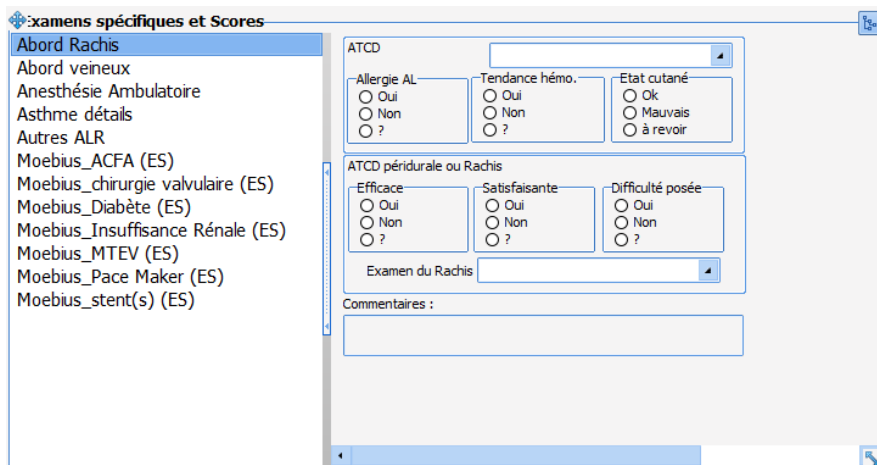 Examens spécifiques et Scores
Abord Rachis
Abord veineux
Anesthésie Ambulatoire
Asthme détails
Autres ALR
Moebius_ACFA (ES)
Moebius_chirurgie valvulaire (ES)
Moebius_Diabète (ES)
Moebius_Insuffisance Rénale (ES)
Moebius_MTEV (ES)
Moebius_Pace Maker (ES)
Moebius_stent(s) (ES)
ATCD
Allergie AL
Oui
Non
?
Tendance hémo.
Oui
Non
?
Etat cutané
Ok
Mauvais
à revoir
ATCD péridurale ou Rachis
Efficace
Oui
Non
?
Satisfaisante
Oui
Non
?
Difficulté posée
Oui
Non
?
Examen du Rachis
Commentaires :